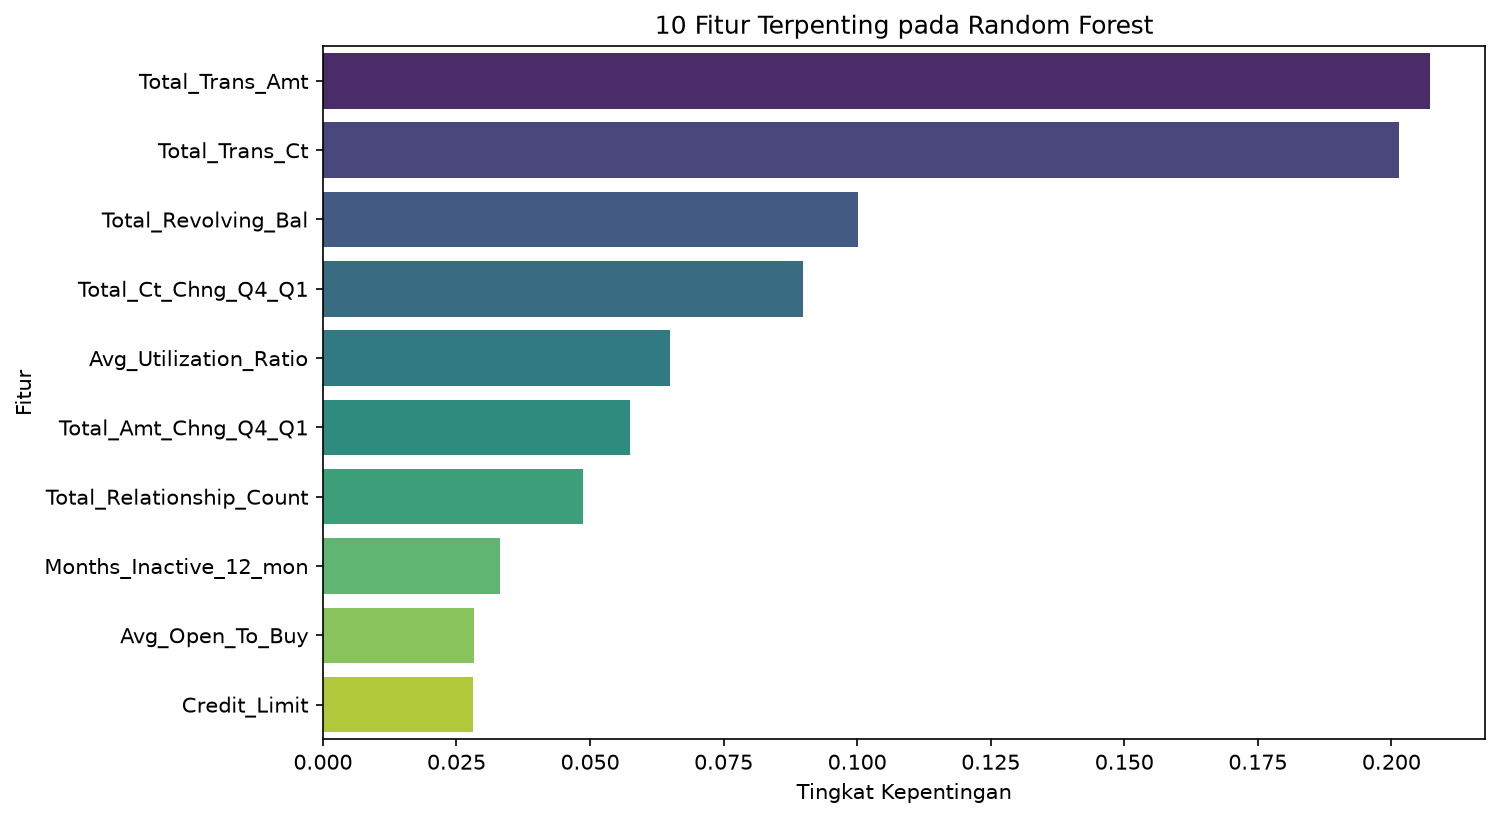 10 Fitur Terpenting pada Random Forest
Total_Trans_Amt
Total_Trans_Ct
Total_Revolving_Bal
Total_Ct_Chng_Q4_Q1
Avg_Utilization_Ratio
Total_Amt_Chng_Q4_Q1
Total_Relationship_Count
Months_Inactive_12_mon
Avg_Open_To_Buy
Credit_Limit
Fitur
0.000 0.025 0.050 0.075 0.100 0.125 0.150 0.175 0.200
Tingkat Kepentingan